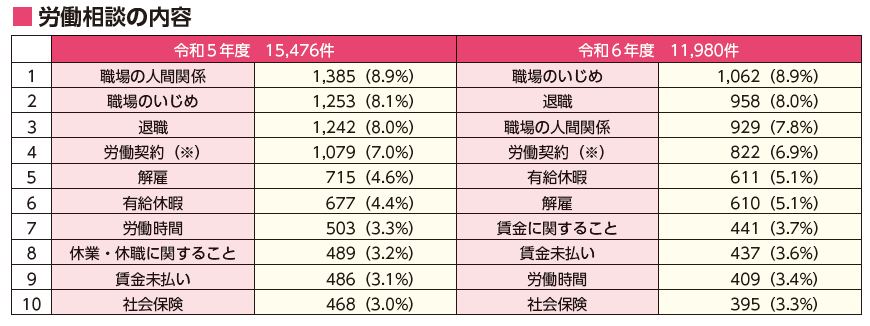 ■ 労働相談の内容
令和５年度 15,476件 令和６年度 11,980件
1 職場の人間関係 1,385（8.9%） 職場のいじめ 1,062（8.9%）
2 職場のいじめ 1,253（8.1%） 退職 958（8.0%）
3 退職 1,242（8.0%） 職場の人間関係 929（7.8%）
4 労働契約（※） 1,079（7.0%） 労働契約（※） 822（6.9%）
5 解雇 715（4.6%） 有給休暇 611（5.1%）
6 有給休暇 677（4.4%） 解雇 610（5.1%）
7 労働時間 503（3.3%） 賃金に関すること 441（3.7%）
8 休業・休職に関すること 489（3.2%） 賃金未払い 437（3.6%）
9 賃金未払い 486（3.1%） 労働時間 409（3.4%）
10 社会保険 468（3.0%） 社会保険 395（3.3%）